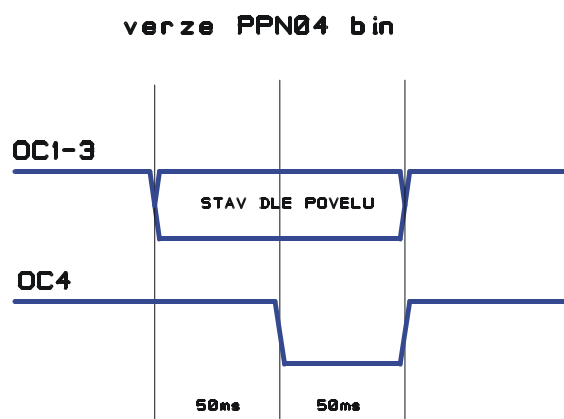 verze PPN04 bin
OC1-3
STAV DLE POVELU
OC4
50ms 50ms